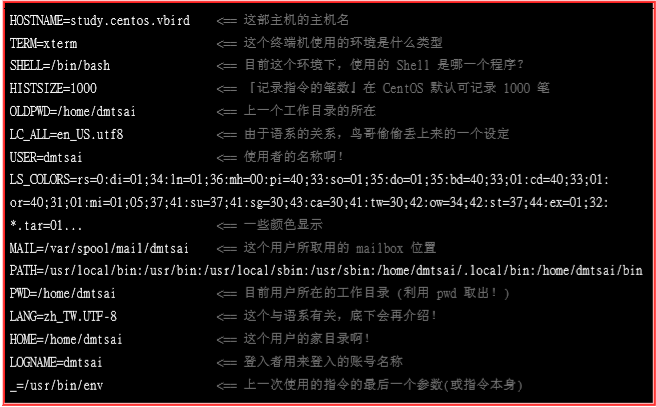 HOSTNAME=study.centos.vbird <== 这部主机的主机名
TERM=xterm <== 这个终端机使用的环境是什么类型
SHELL=/bin/bash <== 目前这个环境下，使用的 Shell 是哪一个程序？
HISTSIZE=1000 <== 『记录指令的笔数』在 CentOS 默认可记录 1000 笔
OLDPWD=/home/dmtsai <== 上一个工作目录的所在
LC_ALL=en_US.utf8 <== 由于语系的关系，鸟哥偷偷丢上来的一个设定
USER=dmtsai <== 使用者的名称啊！
LS_COLORS=rs=0:di=01;34:ln=01;36:mh=00:pi=40;33:so=01;35:do=01;35:bd=40;33;01:cd=40;33;01:
or=40;31;01:mi=01;05;37;41:su=37;41:sg=30;43:ca=30;41:tw=30;42:ow=34;42:st=37;44:ex=01;32:
*.tar=01... <== 一些颜色显示
MAIL=/var/spool/mail/dmtsai <== 这个用户所取用的 mailbox 位置
PATH=/usr/local/bin:/usr/bin:/usr/local/sbin:/usr/sbin:/home/dmtsai/.local/bin:/home/dmtsai/bin
PWD=/home/dmtsai <== 目前用户所在的工作目录 (利用 pwd 取出！)
LANG=zh_TW.UTF-8 <== 这个与语系有关，底下会再介绍！
HOME=/home/dmtsai <== 这个用户的家目录啊！
LOGNAME=dmtsai <== 登入者用来登入的账号名称
_=/usr/bin/env <== 上一次使用的指令的最后一个参数(或指令本身)